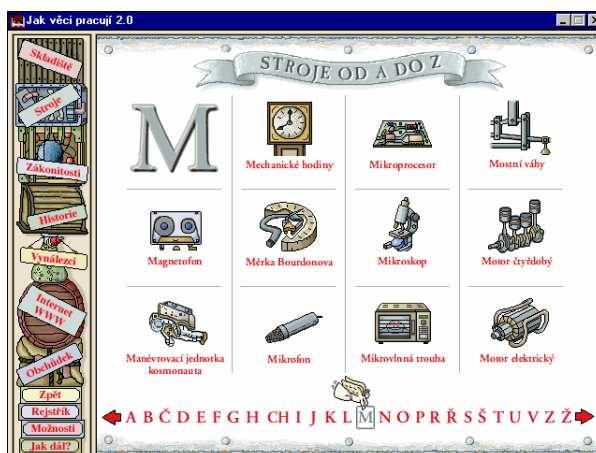 Jak věci pracují 2.0
Skladiště
Stroje
Zákonitosti
Historie
Vynálezci
Internet
WWW
Obchůdek
Zpět
Rejstřík
Možnosti
Jak dál?
STROJE OD A DO Z
M
Mechanické hodiny
Mikroprocesor
Mostní váhy
Magnetofon
Měrka Bourdonova
Mikroskop
Motor čtyřdobý
Manévrovací jednotka
kosmonauta
Mikrofon
Mikrovlnná trouba
Motor elektrický
A B C Č D E F G H CH I J K L M N O P R Ř S Š T U V Z Ž